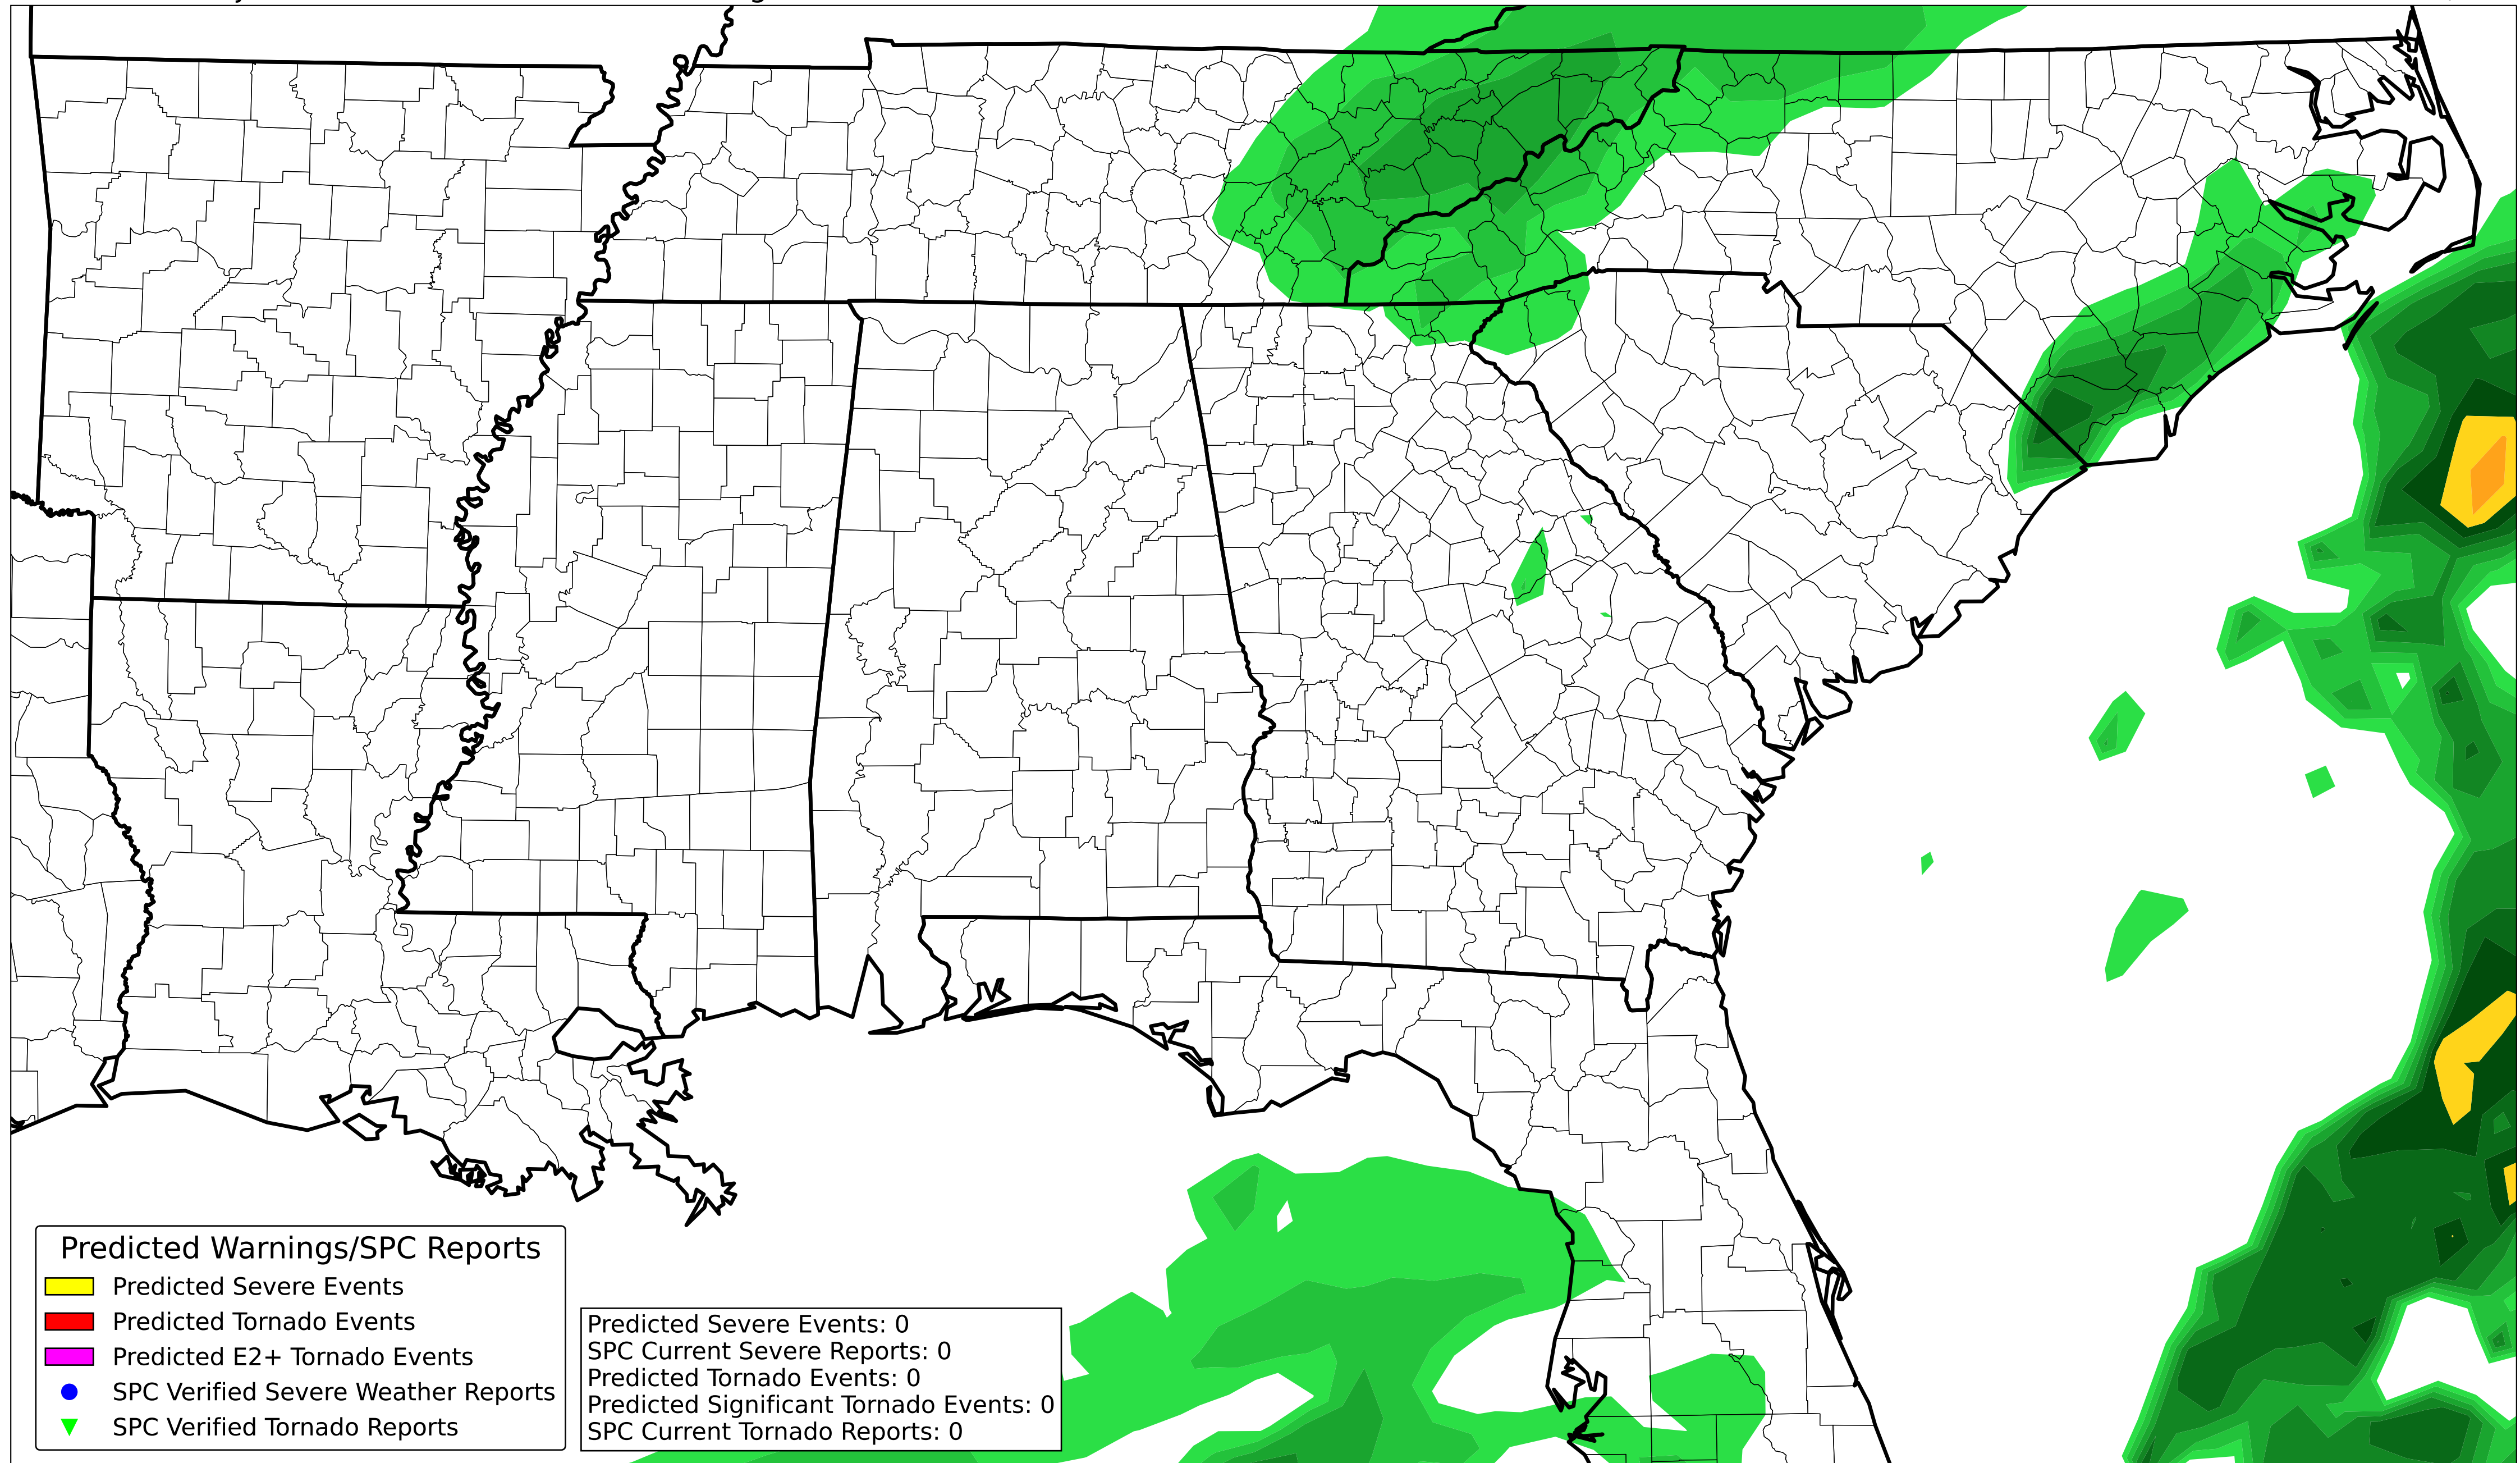 Predicted Warnings/SPC Reports
Predicted Severe Events
Predicted Tornado Events
Predicted E2+ Tornado Events
SPC Verified Severe Weather Reports
SPC Verified Tornado Reports
Predicted Severe Events: 0
SPC Current Severe Reports: 0
Predicted Tornado Events: 0
Predicted Significant Tornado Events: 0
SPC Current Tornado Reports: 0